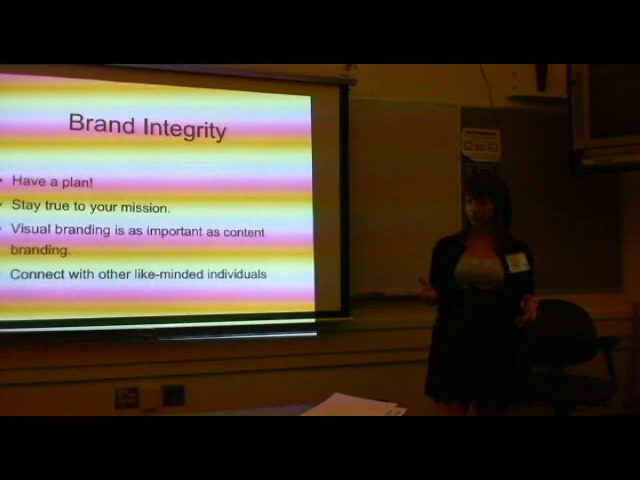 Brand Integrity
• Have a plan!
• Stay true to your mission.
• Visual branding is as important as content
branding.
• Connect with other like-minded individuals